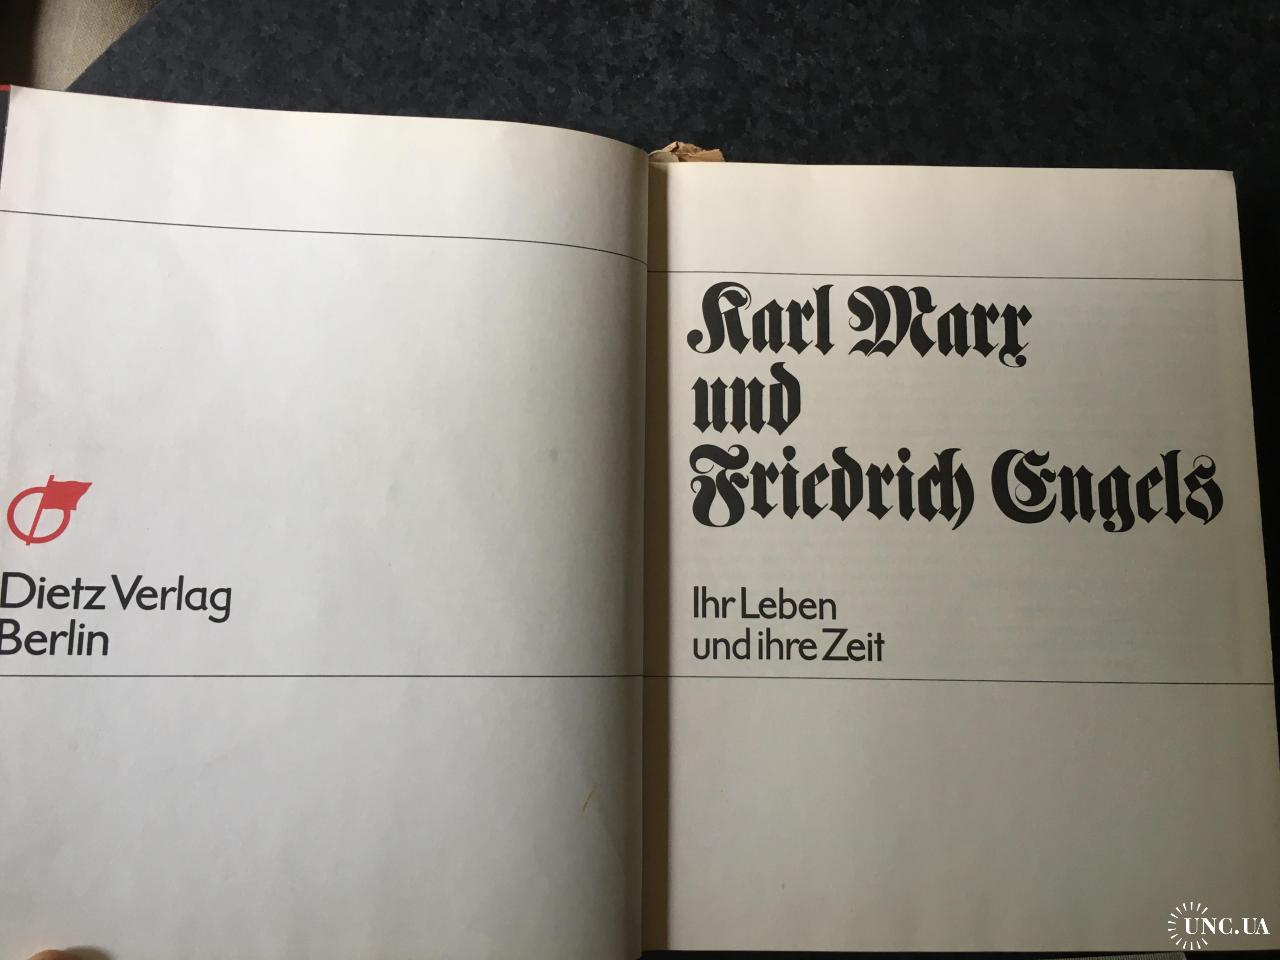 Dietz Verlag
Berlin
Karl Marx
und
Friedrich Engels
Ihr Leben
und ihre Zeit
UNC.UA